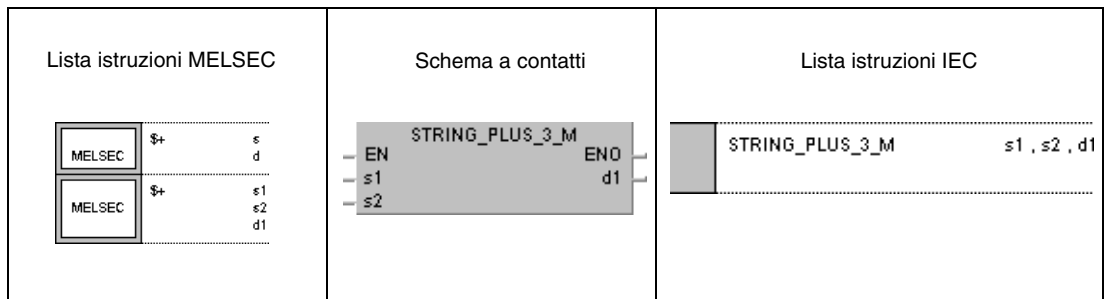 Lista istruzioni MELSEC
MELSEC $+ s
d
MELSEC $+ s1
s2
d1
Schema a contatti
STRING_PLUS_3_M
EN ENO
s1 d1
s2
Lista istruzioni IEC
STRING_PLUS_3_M s1 , s2 , d1